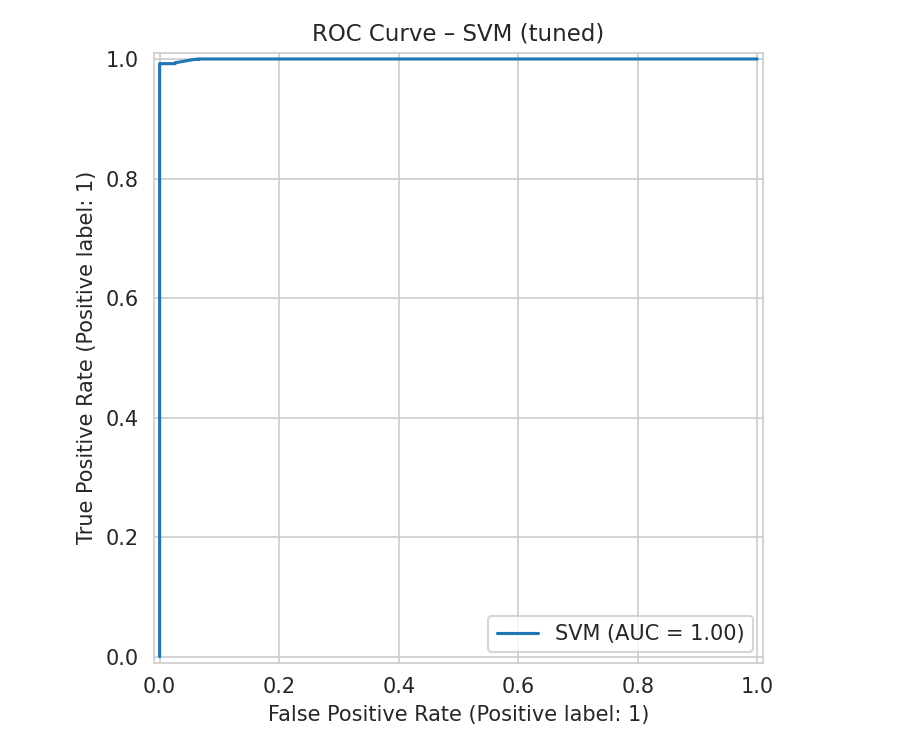 ROC Curve – SVM (tuned)
True Positive Rate (Positive label: 1)
1.0
0.8
0.6
0.4
0.2
0.0
SVM (AUC = 1.00)
0.0 0.2 0.4 0.6 0.8 1.0
False Positive Rate (Positive label: 1)